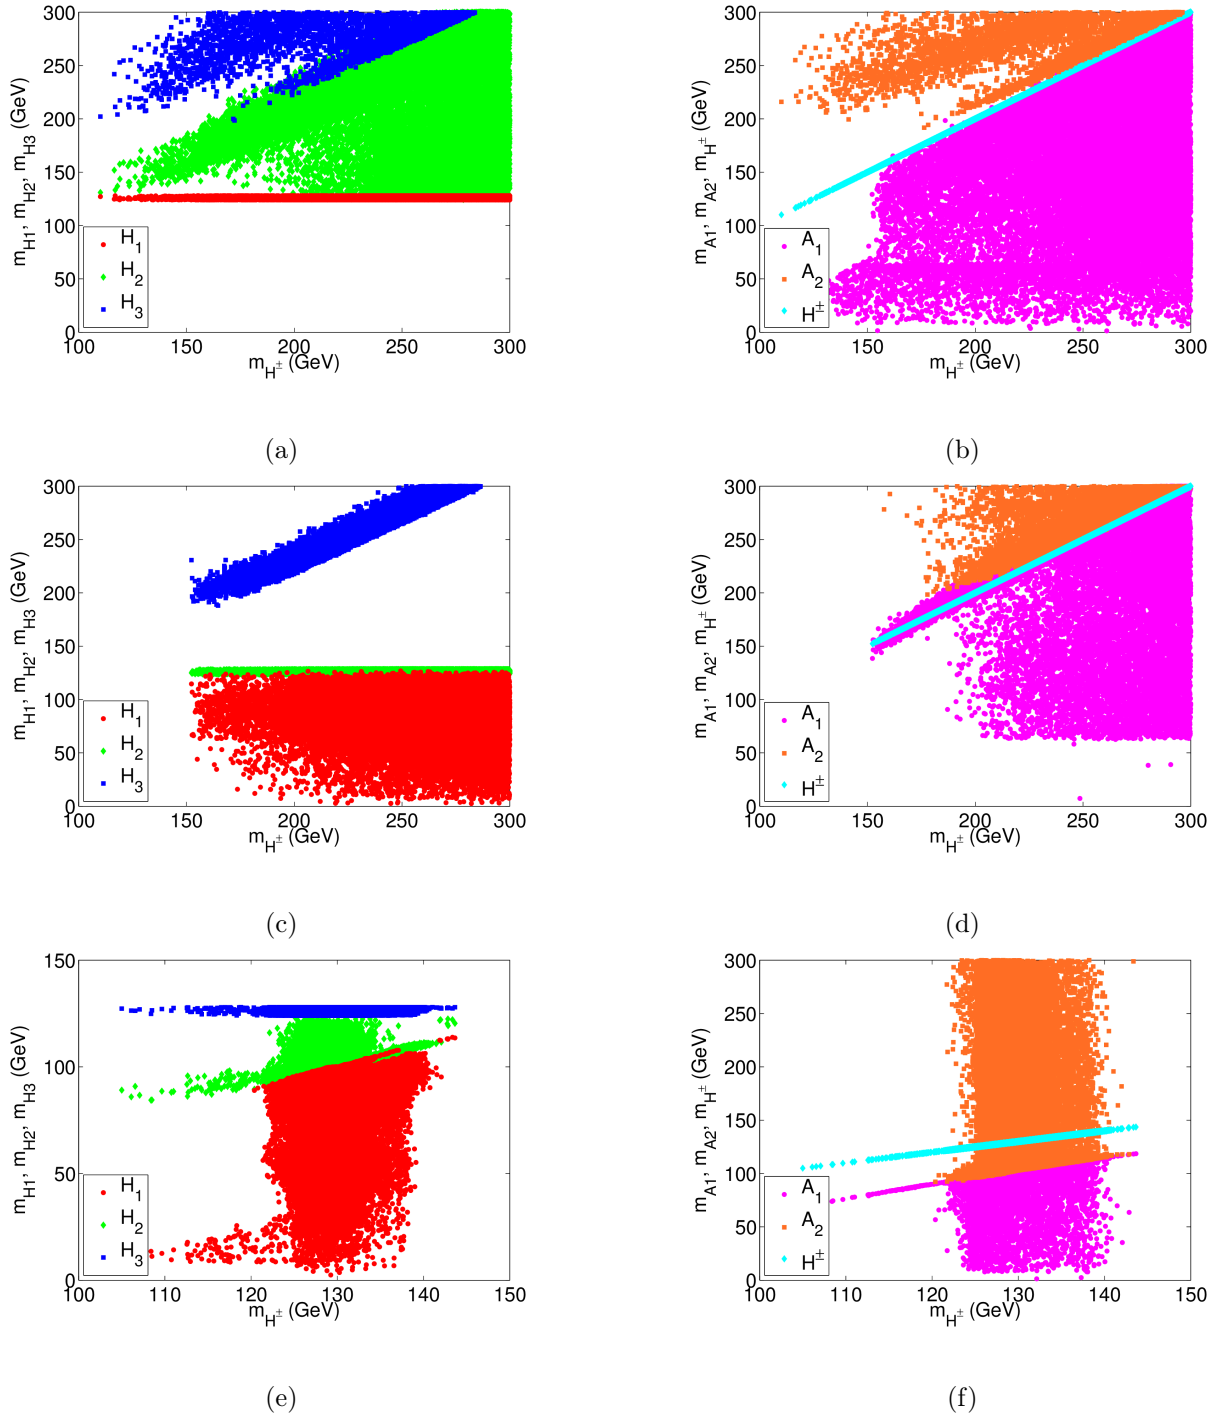 300
250
200
150
100
50
0
m_{H1}, m_{H2}, m_{H3} (GeV)
H_1
H_2
H_3
100 150 200 250 300
m_{H^±} (GeV)
(a)
300
250
200
150
100
50
0
m_{A1}, m_{A2}, m_{H^±} (GeV)
A_1
A_2
H^±
100 150 200 250 300
m_{H^±} (GeV)
(b)
300
250
200
150
100
50
0
m_{H1}, m_{H2}, m_{H3} (GeV)
H_1
H_2
H_3
100 150 200 250 300
m_{H^±} (GeV)
(c)
300
250
200
150
100
50
0
m_{A1}, m_{A2}, m_{H^±} (GeV)
A_1
A_2
H^±
100 150 200 250 300
m_{H^±} (GeV)
(d)
150
100
50
0
m_{H1}, m_{H2}, m_{H3} (GeV)
H_1
H_2
H_3
100 110 120 130 140 150
m_{H^±} (GeV)
(e)
300
250
200
150
100
50
0
m_{A1}, m_{A2}, m_{H^±} (GeV)
A_1
A_2
H^±
100 110 120 130 140 150
m_{H^±} (GeV)
(f)